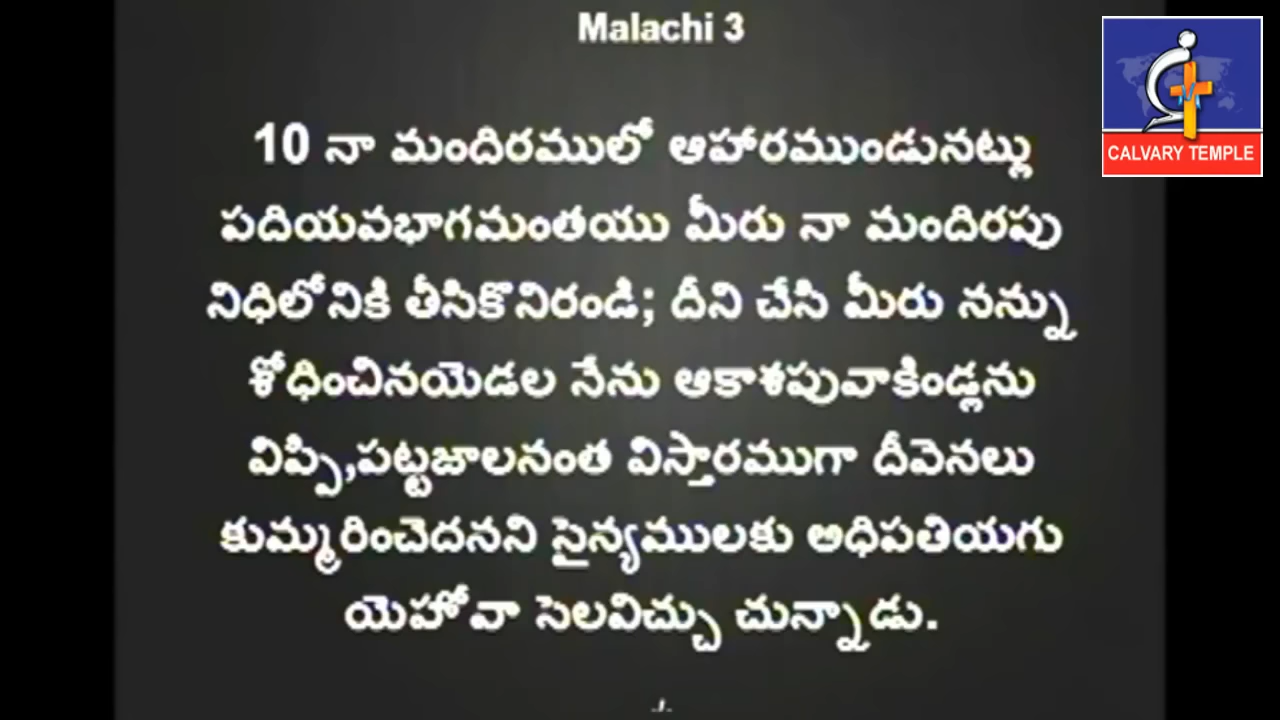 Malachi 3
CALVARY TEMPLE
10 నా మందిరములో ఆహారముండునట్లు
పదియవభాగమంతయు మీరు నా మందిరపు
నిధిలోనికి తీసికొనిరండి; దీని చేసి మీరు నన్ను
శోధించినయెడల నేను ఆకాశపువాకిండ్లను
విప్పి,పట్టజాలనంత విస్తారముగా దీవెనలు
కుమ్మరించెదనని సైన్యములకు అధిపతియగు
యెహోవా సెలవిచ్చు చున్నాడు.